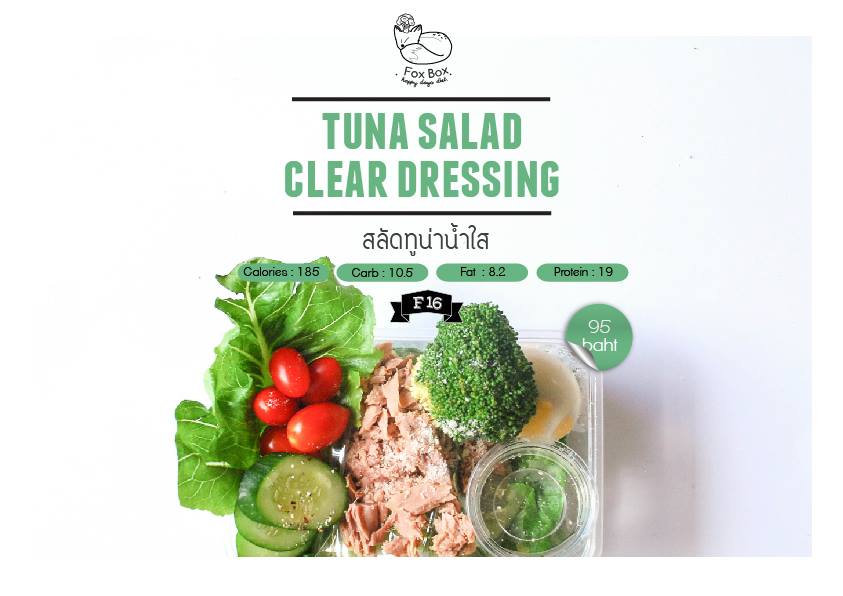 Fox Box
happy days diet
TUNA SALAD
CLEAR DRESSING
สลัดทูน่าน้ำใส
Calories : 185
Carb : 10.5
Fat : 8.2
Protein : 19
F16
95
baht